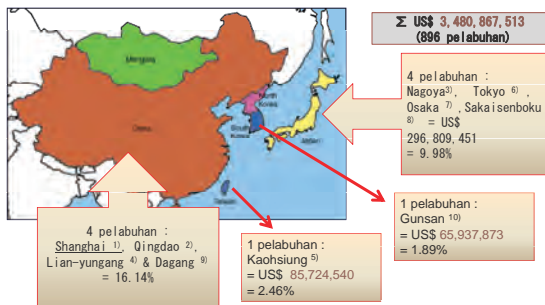 Σ US$ 3,480,867,513
(896 pelabuhan)
Mongolia
North
Korea
China
South
Korea
Japan
Taiwan
4 pelabuhan :
Nagoya3), Tokyo 6) ,
Osaka 7) ,Sakaisenboku
8) = US$
296,809,451
= 9.98%
4 pelabuhan :
Shanghai 1), Qingdao 2),
Lian-yungang 4) & Dagang 9)
= 16.14%
1 pelabuhan :
Kaohsiung 5)
= US$ 85,724,540
= 2.46%
1 pelabuhan :
Gunsan 10)
= US$ 65,937,873
= 1.89%